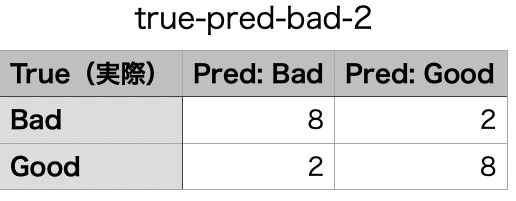 true-pred-bad-2
True（実際） Pred: Bad Pred: Good
Bad 8 2
Good 2 8